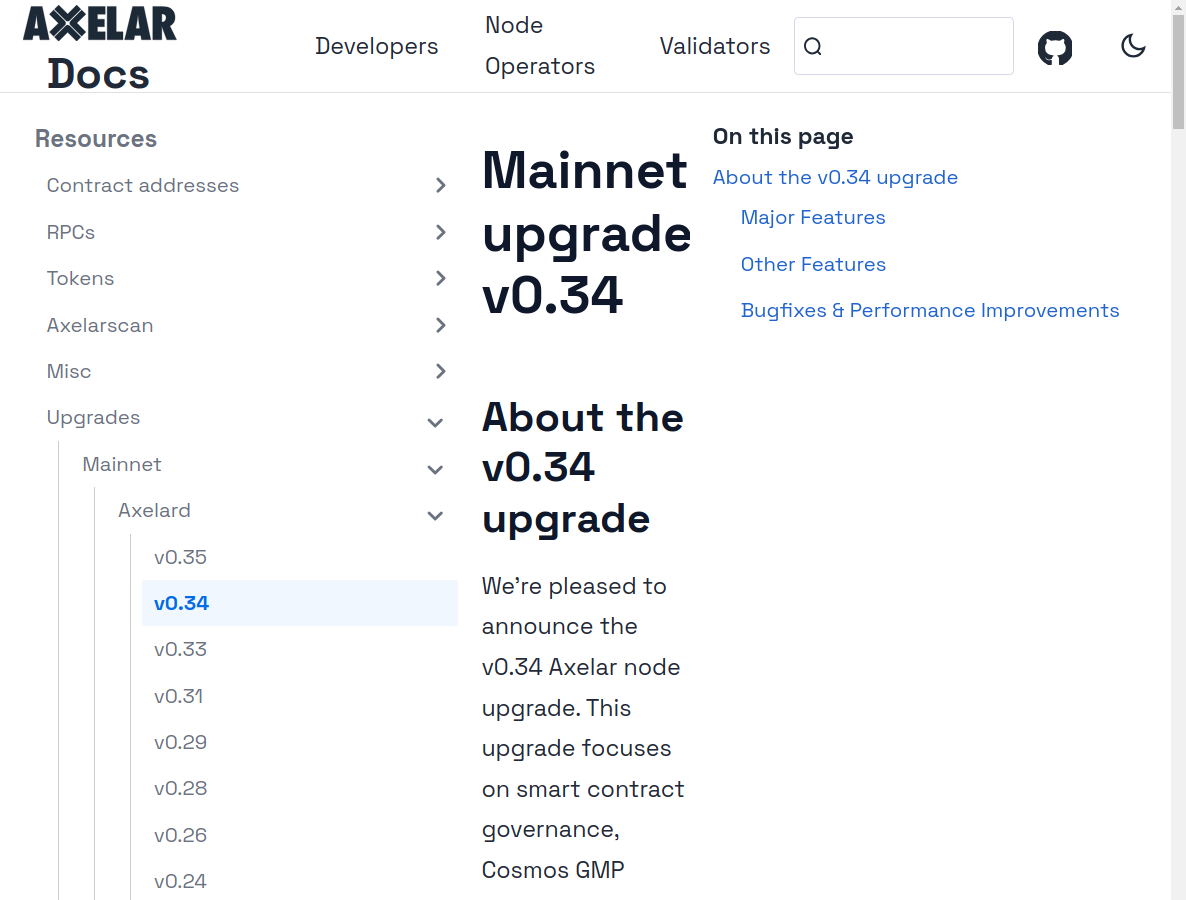 AXELAR
Docs
Developers
Node
Operators
Validators
Resources
Contract addresses
RPCs
Tokens
Axelarscan
Misc
Upgrades
Mainnet
Axelard
v0.35
v0.34
v0.33
v0.31
v0.29
v0.28
v0.26
v0.24
Mainnet
upgrade
v0.34
About the
v0.34
upgrade
We’re pleased to
announce the
v0.34 Axelar node
upgrade. This
upgrade focuses
on smart contract
governance,
Cosmos GMP
On this page
About the v0.34 upgrade
Major Features
Other Features
Bugfixes & Performance Improvements